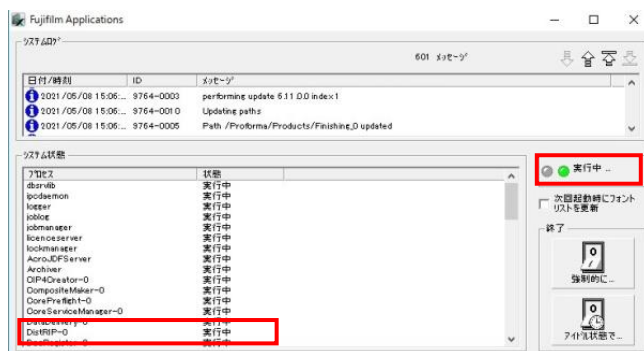 Fujifilm Applications
システムログ
601 メッセージ
日付/時刻 ID メッセージ
2021/05/08 15:06:... 9764-0003 performing update 6.11.0.0 index1
2021/05/08 15:06:... 9764-0010 Updating paths
2021/05/08 15:06:... 9764-0005 Path /Proforma/Products/Finishing_0 updated
システム状態
プロセス 状態
dbsrvlib 実行中
ipcdaemon 実行中
logger 実行中
joblog 実行中
jobmanager 実行中
licenceserver 実行中
lockmanager 実行中
AcroJDFServer 実行中
Archiver 実行中
CIP4Creator-0 実行中
CompositeMaker-0 実行中
CorePreflight-0 実行中
CoreServiceManager-0 実行中
DataDelivery-0 実行中
DistRIP-0 実行中
実行中 ...
次回起動時にフォント
リストを更新
終了
強制的に...
アイドル状態で...